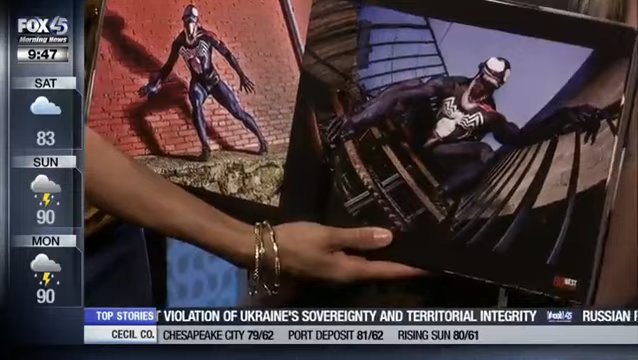 FOX 45
Morning News
9:47
SAT
83
SUN
90
MON
90
TOP STORIES T VIOLATION OF UKRAINE'S SOVEREIGNTY AND TERRITORIAL INTEGRITY RUSSIAN F
CECIL CO. CHESAPEAKE CITY 79/62 PORT DEPOSIT 81/62 RISING SUN 80/61